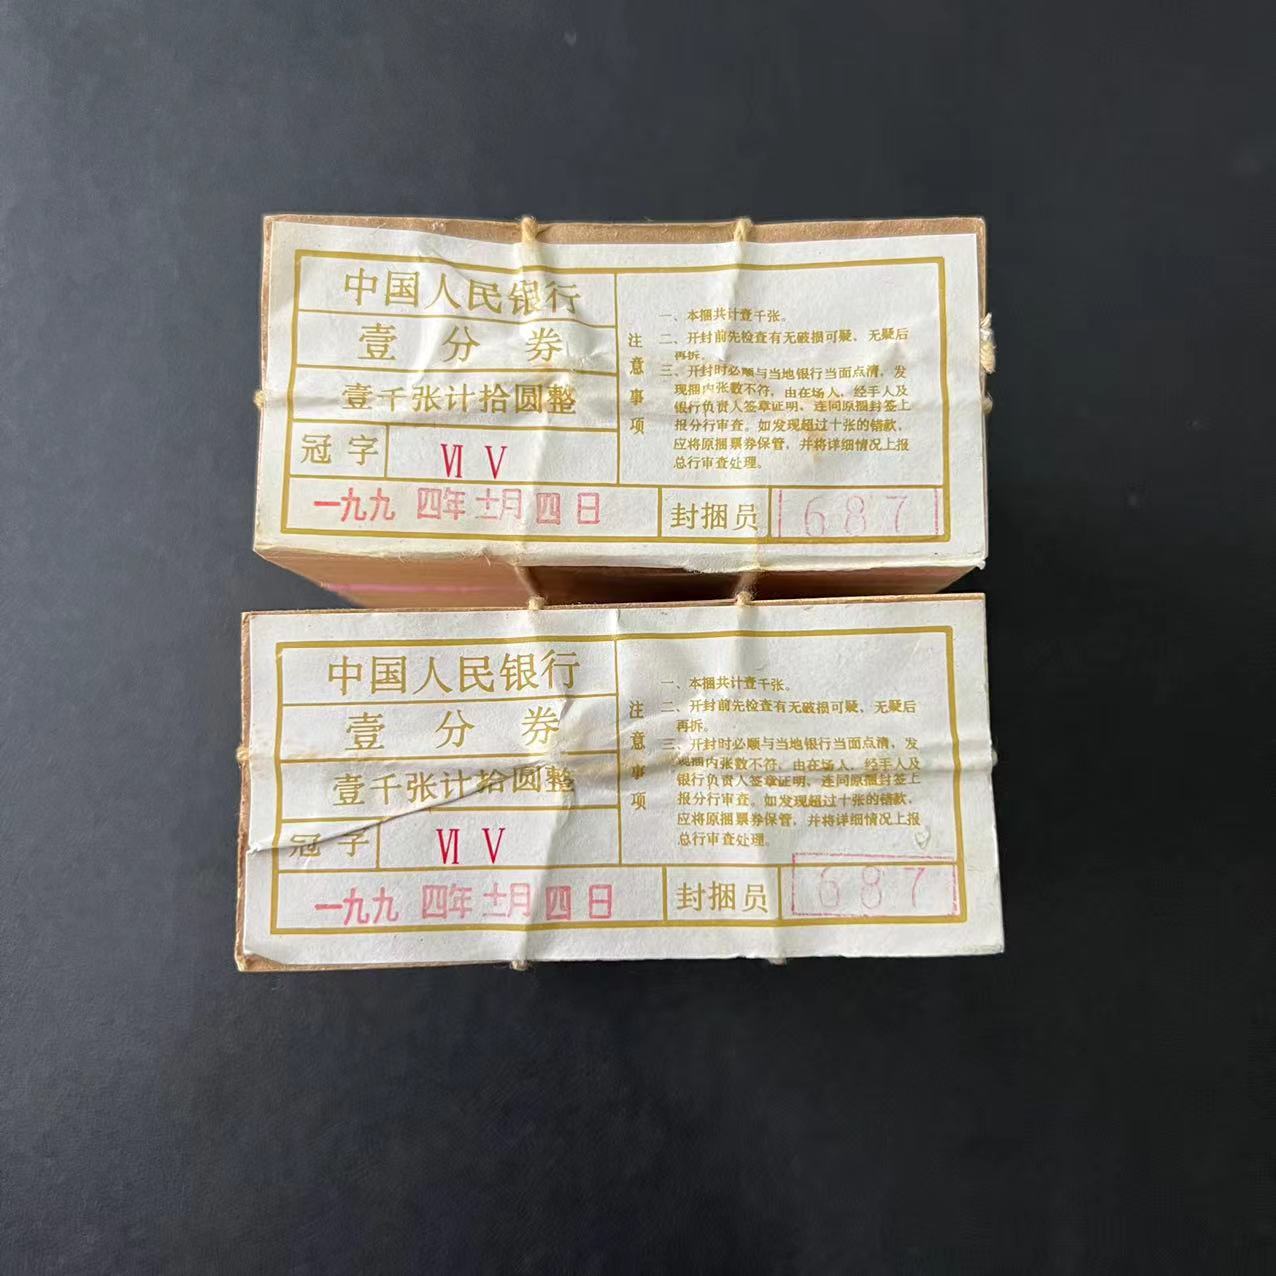 中国人民银行
壹分券
壹千张计拾圆整
冠字 Ⅵ Ⅴ
一九九四年十一月四日
注意事项
一、本捆共计壹千张。
二、开封前先检查有无破损可疑，无疑后
再拆。
三、开封时必顺与当地银行当面点清，发
现捆内张数不符，由在场人，经手人及
银行负责人签章证明，连同原捆封签上
报分行审查。如发现超过十张的错款，
应将原捆票券保管，并将详细情况上报
总行审查处理。
封捆员 687
中国人民银行
壹分券
壹千张计拾圆整
冠字 Ⅵ Ⅴ
一九九四年十一月四日
注意事项
一、本捆共计壹千张。
二、开封前先检查有无破损可疑，无疑后
再拆。
三、开封时必顺与当地银行当面点清，发
现捆内张数不符，由在场人，经手人及
银行负责人签章证明，连同原捆封签上
报分行审查。如发现超过十张的错款，
应将原捆票券保管，并将详细情况上报
总行审查处理。
封捆员 687